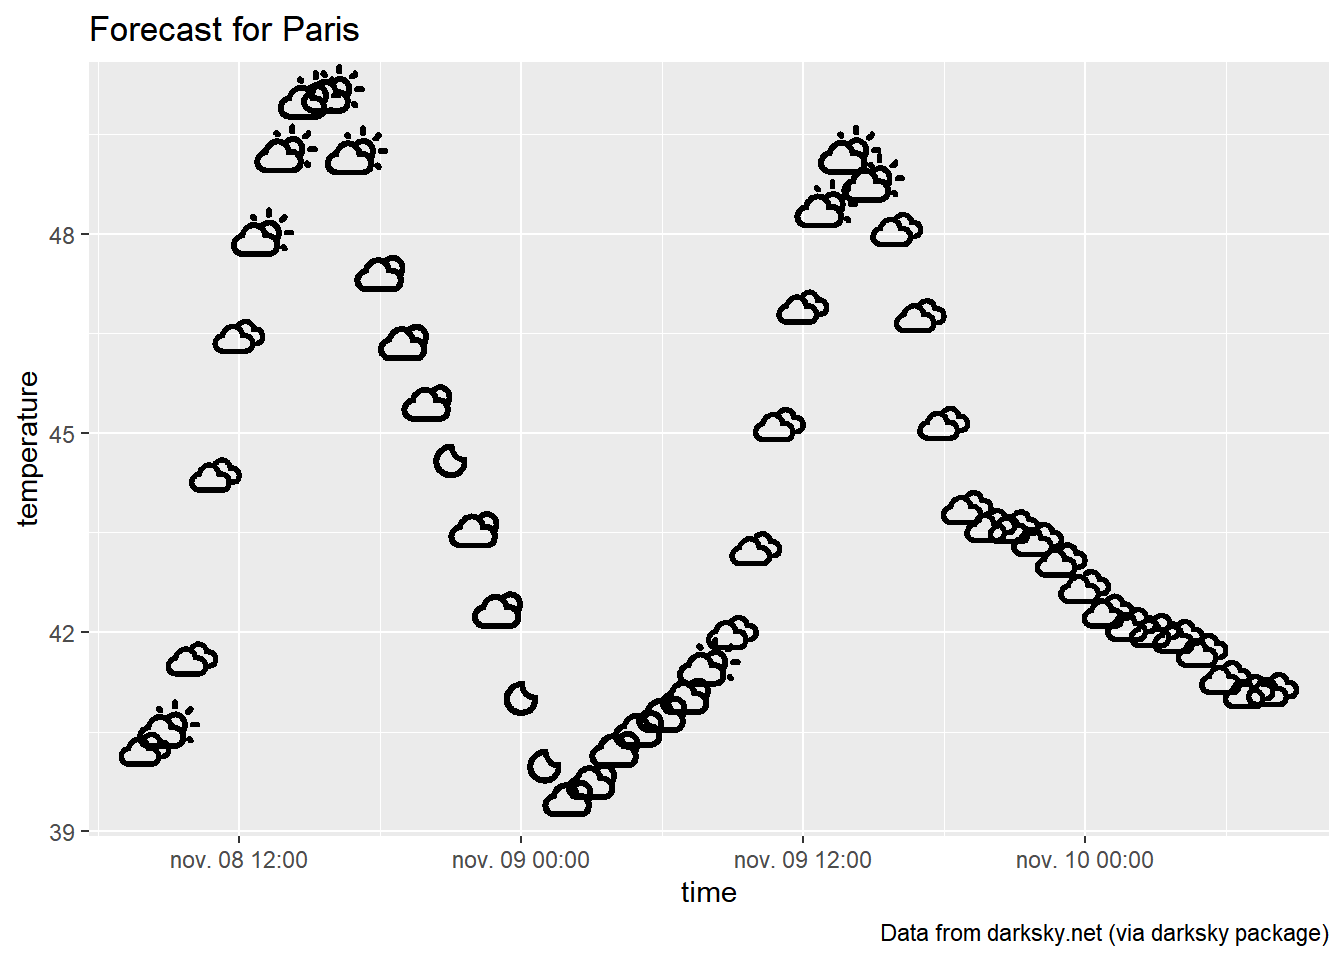 Forecast for Paris
48
45
42
39
temperature
nov. 08 12:00
nov. 09 00:00
nov. 09 12:00
nov. 10 00:00
time
Data from darksky.net (via darksky package)